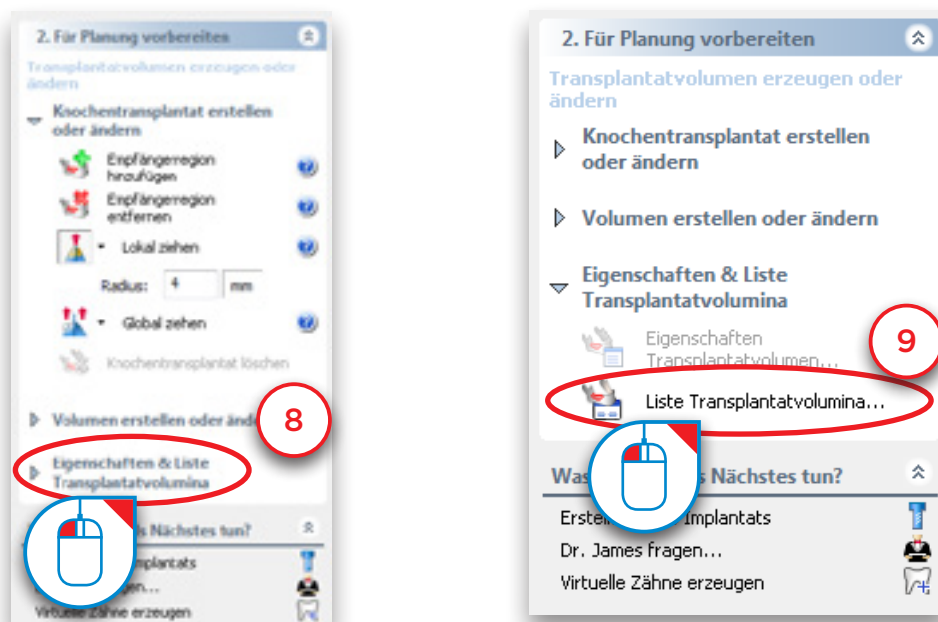 2. Für Planung vorbereiten
Transplantatvolumen erzeugen oder
ändern
Knochentransplantat erstellen
oder ändern
Empfängerregion
hinzufügen
Empfängerregion
entfernen
Lokal ziehen
Radius: 4 mm
Global ziehen
Knochentransplantat löschen
Volumen erstellen oder
8
Eigenschaften & Liste
Transplantatvolumina
Nächstes tun?
Virtuelle Zähne erzeugen
2. Für Planung vorbereiten
Transplantatvolumen erzeugen oder
ändern
Knochentransplantat erstellen
oder ändern
Volumen erstellen oder ändern
Eigenschaften & Liste
Transplantatvolumina
Eigenschaften
Transplantatvolumen...
9
Liste Transplantatvolumina...
Was Nächstes tun?
Implantats
Dr. James fragen...
Virtuelle Zähne erzeugen